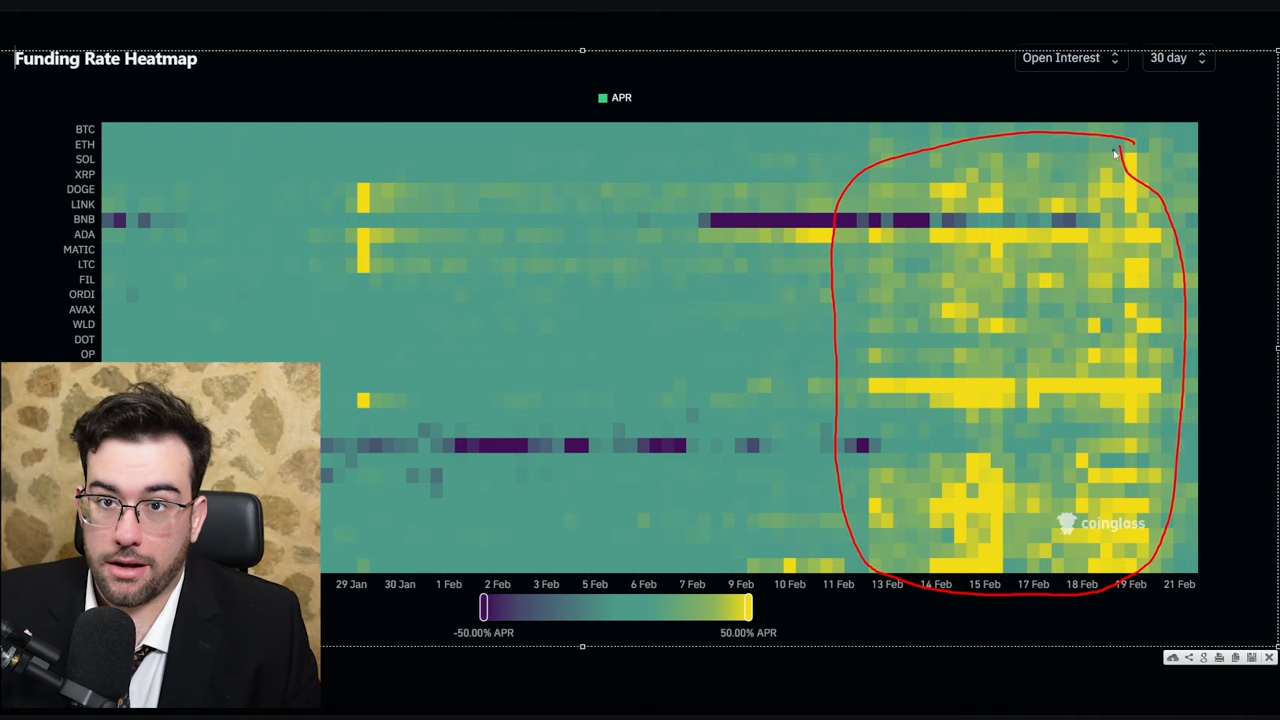 Funding Rate Heatmap
Open Interest
30 day
APR
BTC
ETH
SOL
XRP
DOGE
LINK
BNB
ADA
MATIC
LTC
FIL
ORDI
AVAX
WLD
DOT
OP
coinglass
29 Jan 30 Jan 1 Feb 2 Feb 3 Feb 5 Feb 6 Feb 7 Feb 9 Feb 10 Feb 11 Feb 13 Feb 14 Feb 15 Feb 17 Feb 18 Feb 19 Feb 21 Feb
-50.00% APR
50.00% APR